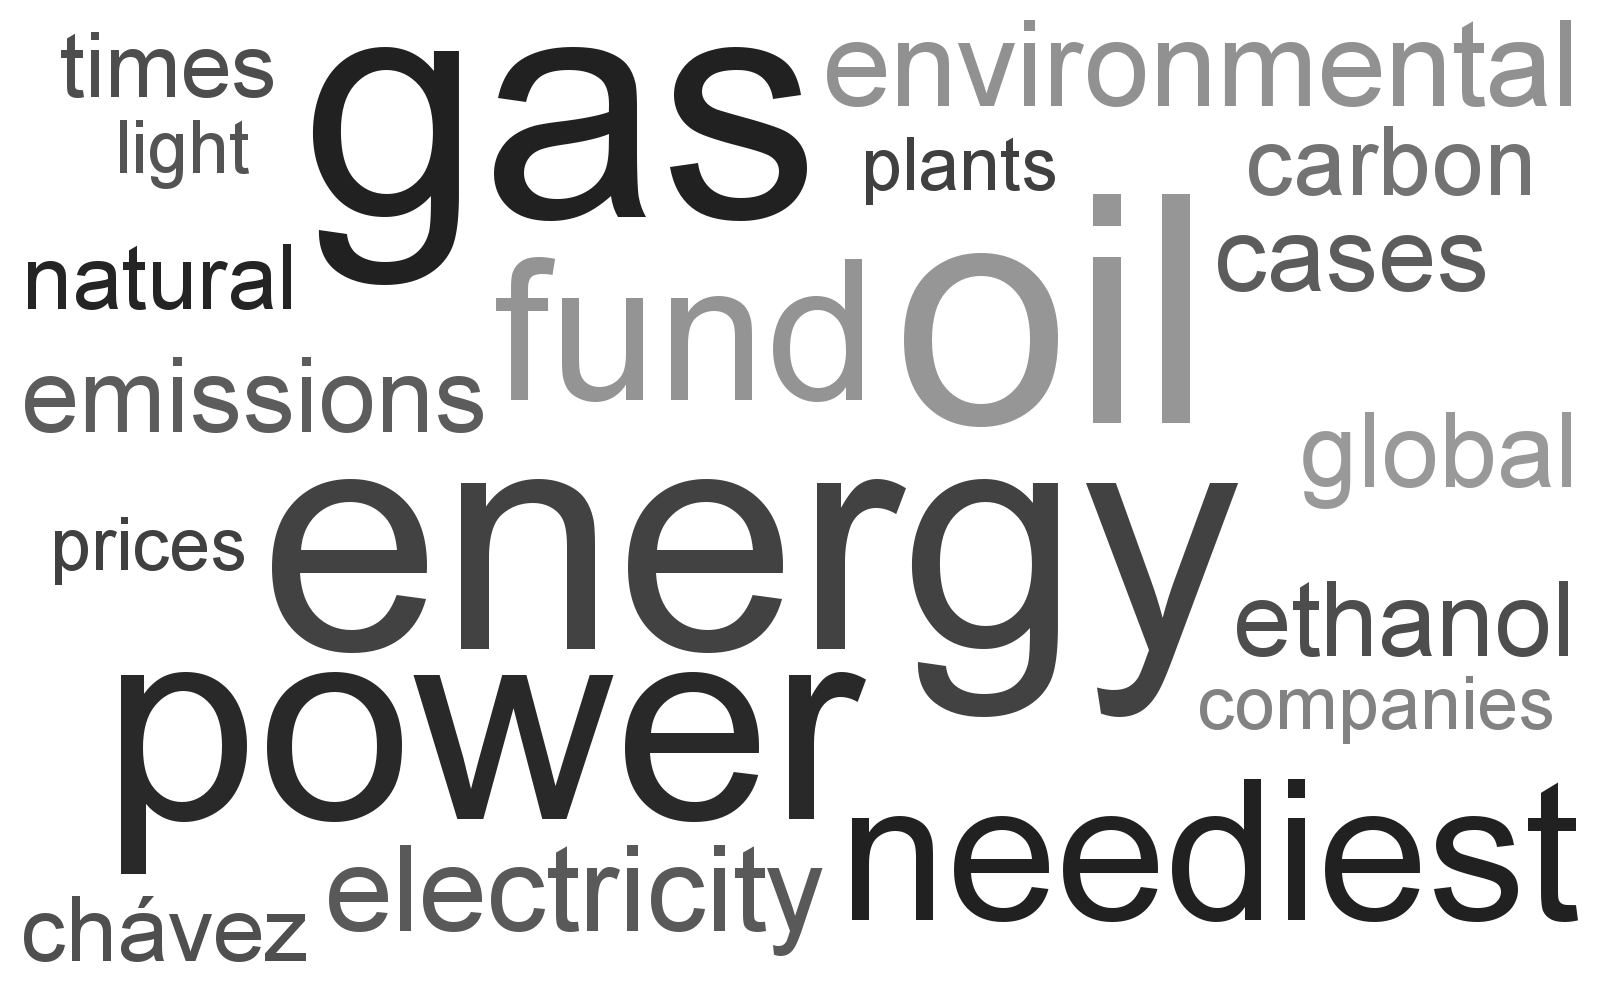 times
gas
environmental
light
plants
carbon
natural
fund
oil
cases
emissions
global
prices
energy
ethanol
power
companies
neediest
chávez
electricity